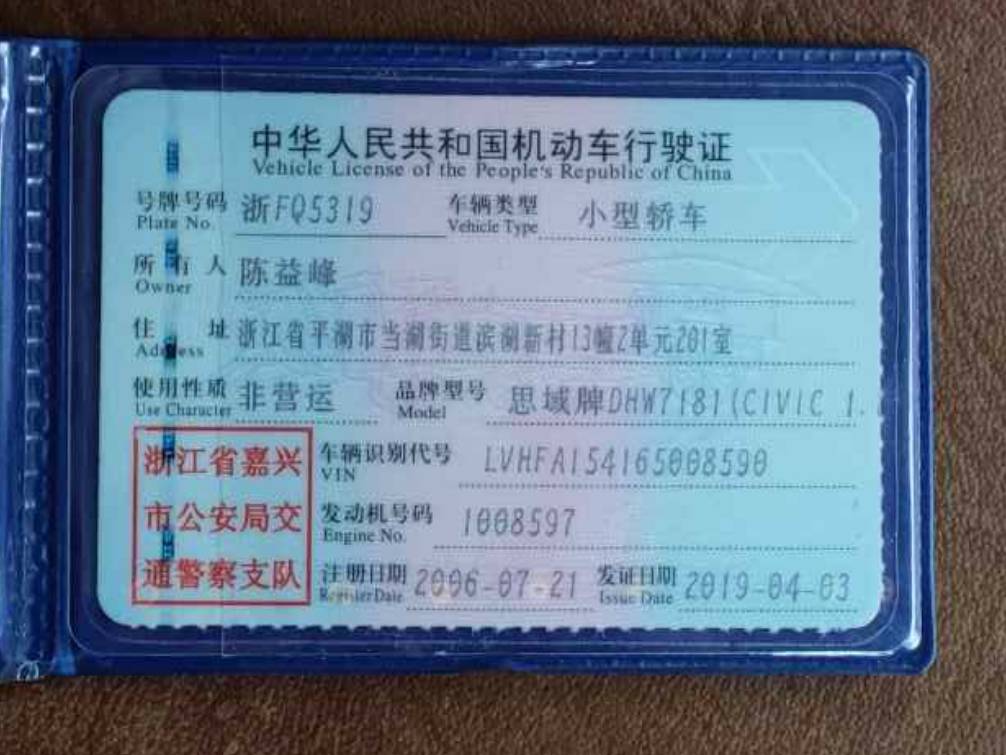 中华人民共和国机动车行驶证
Vehicle License of the People's Republic of China
号牌号码 浙FQ5319 车辆类型 小型轿车
Plate No. Vehicle Type
所有人 陈益峰
Owner
住址 浙江省平湖市当湖街道滨湖新村13幢2单元201室
Address
使用性质 非营运 品牌型号 思域牌DHW7181(CIVIC 1.
Use Character Model
浙江省嘉兴
市公安局交
通警察支队
车辆识别代号 LVHFA154165008590
VIN
发动机号码 1008597
Engine No.
注册日期 2006-07-21 发证日期 2019-04-03
Register Date Issue Date